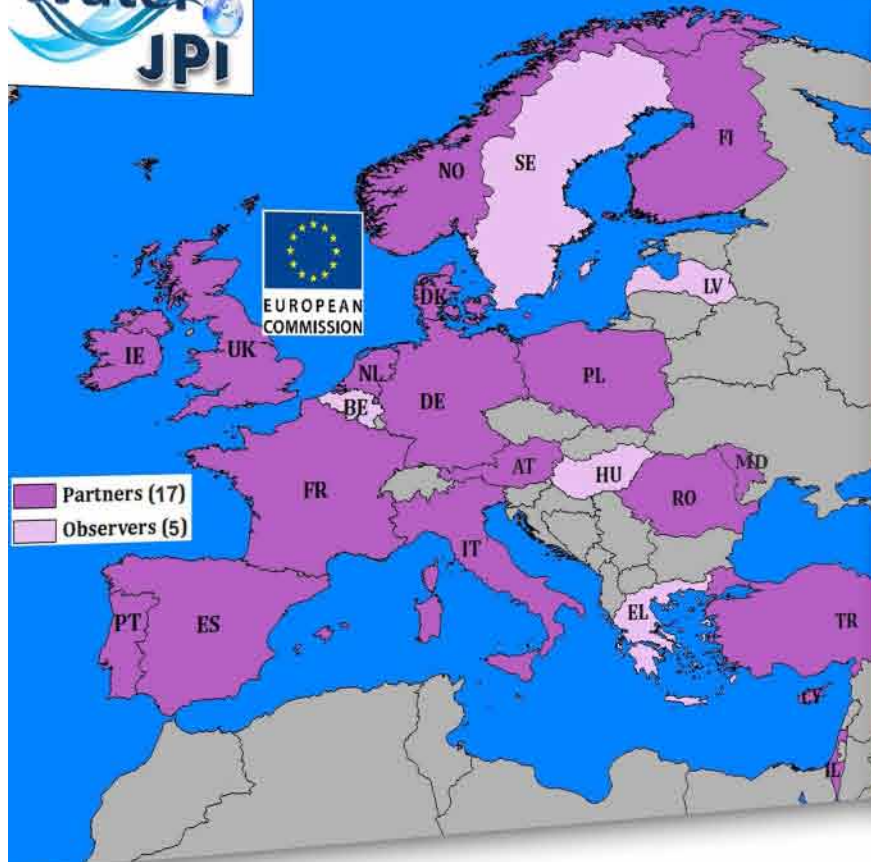 Water
JPI
FI
NO
SE
EUROPEAN
COMMISSION
LV
DK
IE
UK
NL
PL
BE
DE
AT
HU
MD
FR
RO
Partners (17)
Observers (5)
IT
PT
ES
EL
TR
CY
IL